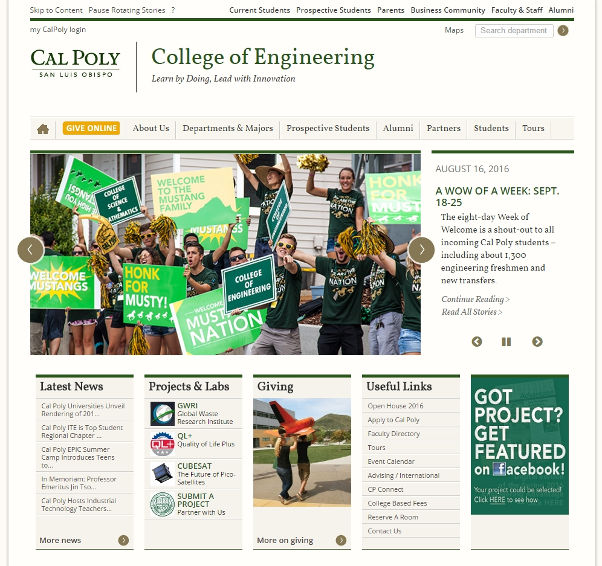 Skip to Content Pause Rotating Stories ?
Current Students Prospective Students Parents Business Community Faculty & Staff Alumni
my CalPoly login
Maps
Search department
CAL POLY
SAN LUIS OBISPO
College of Engineering
Learn by Doing, Lead with Innovation
GIVE ONLINE About Us Departments & Majors Prospective Students Alumni Partners Students Tours
COLLEGE OF
SCIENCE
&
MATHEMATICS
WELCOME
TO THE
MUSTANG
FAMILY
HONK
FOR
MUSTY!
WELCOME
MUSTANGS
HONK
FOR
MUSTY!
COLLEGE OF
ENGINEERING
NATION
MUSTANG
NATION
AUGUST 16, 2016
A WOW OF A WEEK: SEPT.
18-25
The eight-day Week of
Welcome is a shout-out to all
incoming Cal Poly students –
including about 1,300
engineering freshmen and
new transfers.
Continue Reading >
Read All Stories >
Latest News
Cal Poly Universities Unveil
Rendering of 201...
Cal Poly ITE is Top Student
Regional Chapter ...
Cal Poly EPIC Summer
Camp Introduces Teens
to...
In Memoriam: Professor
Emeritus Jin Tso...
Cal Poly Hosts Industrial
Technology Teachers...
More news
Projects & Labs
GWRI
Global Waste
Research Institute
QL+
QL+
Quality of Life Plus
CUBESAT
The Future of Pico-
Satellites
SUBMIT A
PROJECT
Partner with Us
Giving
More on giving
Useful Links
Open House 2016
Apply to Cal Poly
Faculty Directory
Tours
Event Calendar
Advising / International
CP Connect
College Based Fees
Reserve A Room
Contact Us
GOT
PROJECT?
GET
FEATURED
on facebook!
Your project could be selected!
Click HERE to see how